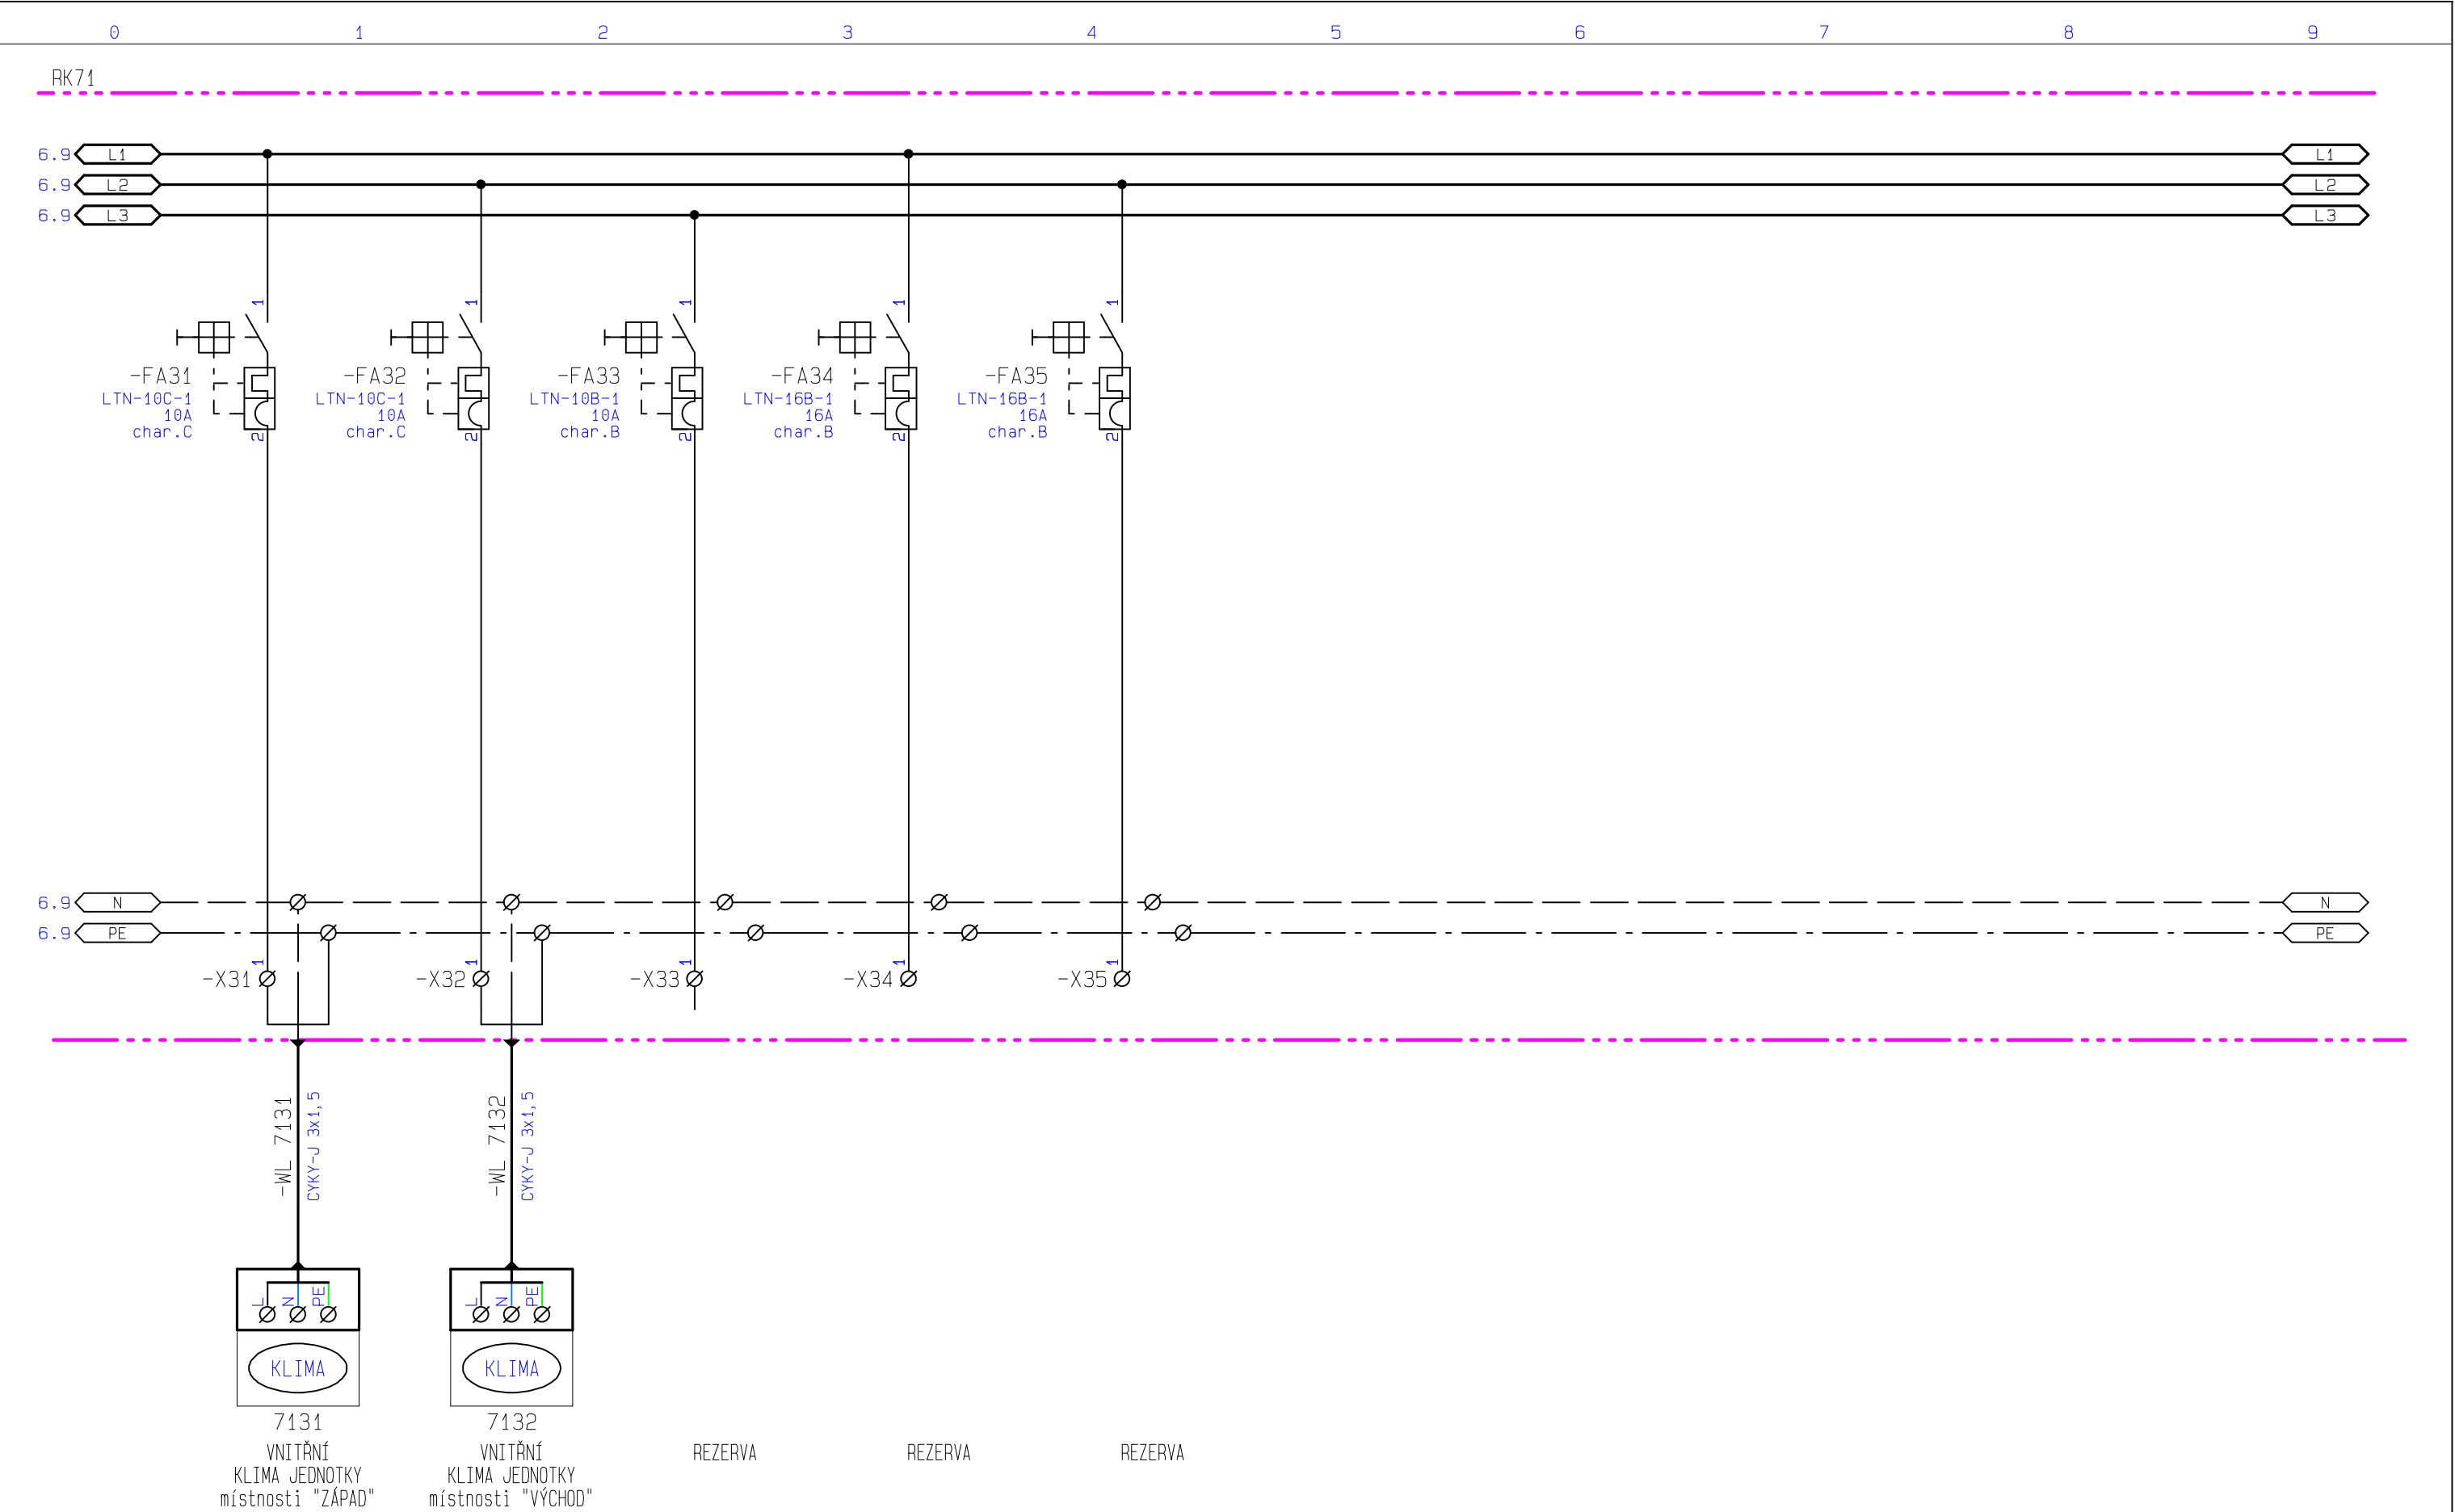 0 1 2 3 4 5 6 7 8 9
RK71
6.9 L1 L1
6.9 L2 L2
6.9 L3 L3
1 1 1 1 1
-FA31 -FA32 -FA33 -FA34 -FA35
LTN-10C-1 LTN-10C-1 LTN-10B-1 LTN-16B-1 LTN-16B-1
10A 10A 10A 16A 16A
char.C char.C char.B char.B char.B
2 2 2 2 2
6.9 N N
6.9 PE PE
1 1 1 1 1
-X31 -X32 -X33 -X34 -X35
-WL 7131 CYKY-J 3x1,5 -WL 7132 CYKY-J 3x1,5
L N PE L N PE
KLIMA KLIMA
7131 7132
VNITŘNÍ VNITŘNÍ REZERVA REZERVA REZERVA
KLIMA JEDNOTKY KLIMA JEDNOTKY
místnosti "ZÁPAD" místnosti "VÝCHOD"